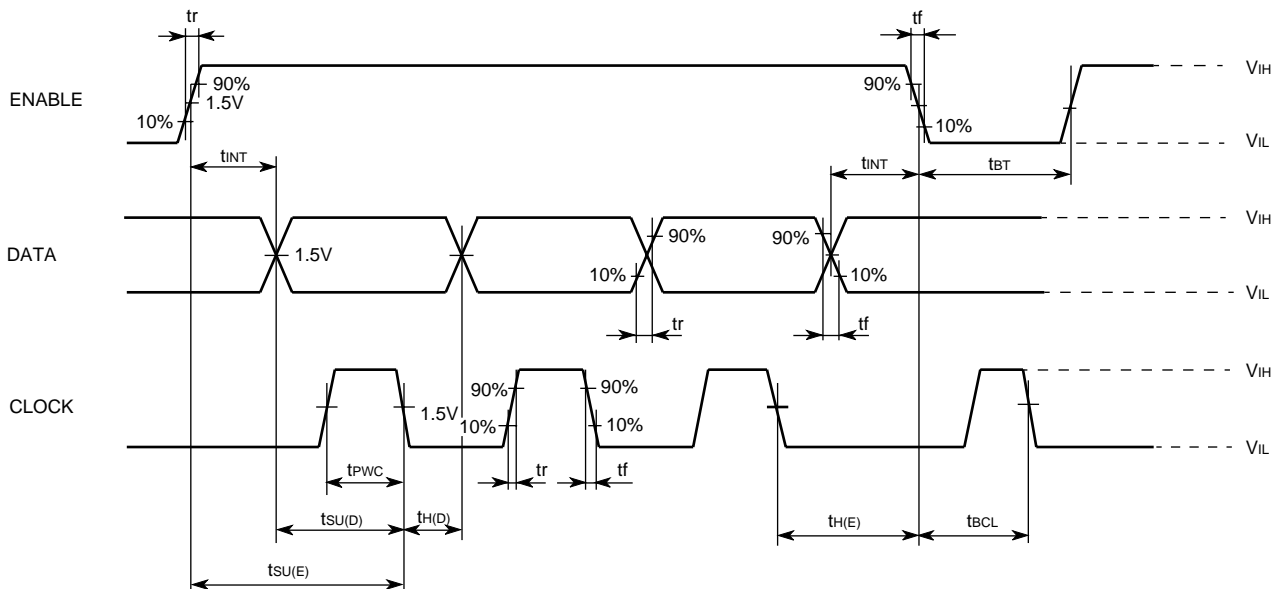 tr
tf
VIH
90%
90%
ENABLE
1.5V
10%
10%
VIL
tINT
tINT
tBT
VIH
90%
90%
DATA
1.5V
10%
10%
VIL
tr
tf
VIH
90%
90%
CLOCK
1.5V
10%
10%
VIL
tPWC
tr
tf
tSU(D)
tH(D)
tH(E)
tBCL
tSU(E)